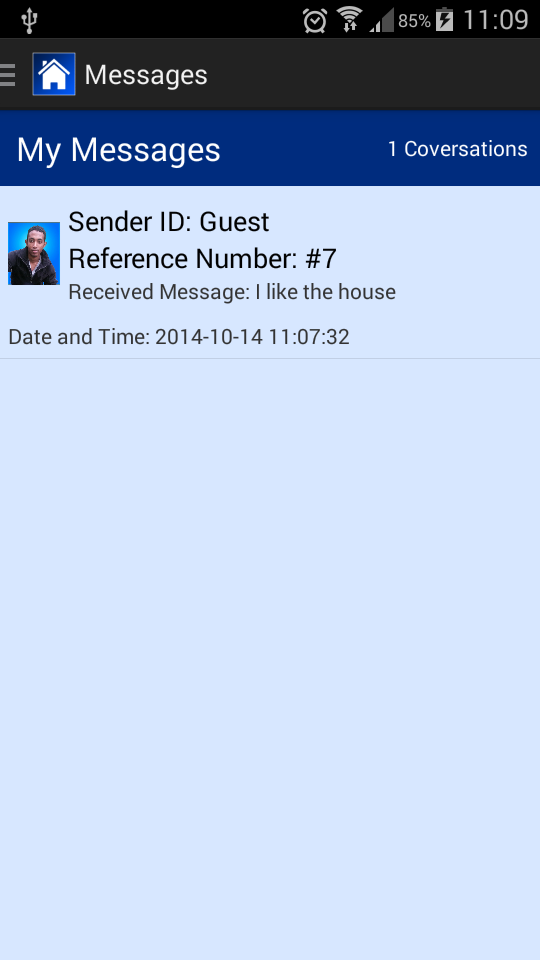 85% 11:09
Messages
My Messages
1 Coversations
Sender ID: Guest
Reference Number: #7
Received Message: I like the house
Date and Time: 2014-10-14 11:07:32